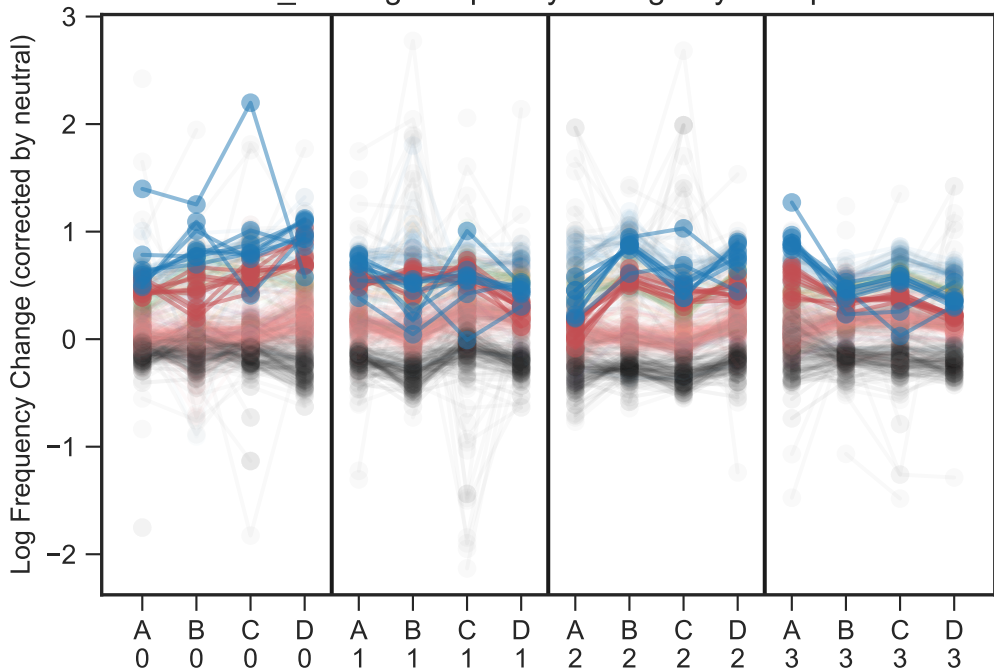 3
2
1
0
−1
−2
Log Frequency Change (corrected by neutral)
A B C D A B C D A B C D A B C D
0 0 0 0 1 1 1 1 2 2 2 2 3 3 3 3